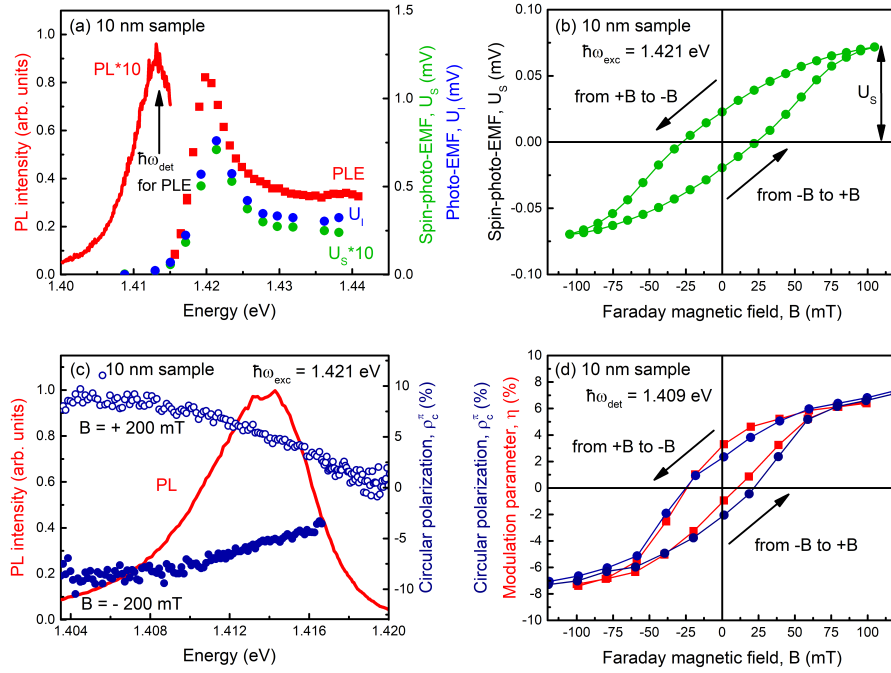 (a) 10 nm sample
PL*10
ħω_det
for PLE
PLE
U_I
U_S*10
PL intensity (arb. units)
0.0
0.2
0.4
0.6
0.8
1.0
1.40
1.41
1.42
1.43
1.44
Energy (eV)
0.0
0.5
1.0
1.5
Spin-photo-EMF, U_S (mV)
Photo-EMF, U_I (mV)
(b) 10 nm sample
ħω_exc = 1.421 eV
from +B to -B
from -B to +B
U_S
Spin-photo-EMF, U_S (mV)
0.10
0.05
0.00
-0.05
-0.10
-100 -75 -50 -25 0 25 50 75 100
Faraday magnetic field, B (mT)
(c) 10 nm sample
ħω_exc = 1.421 eV
B = + 200 mT
PL
B = - 200 mT
PL intensity (arb. units)
0.0
0.2
0.4
0.6
0.8
1.0
1.404
1.408
1.412
1.416
1.420
Energy (eV)
10
5
0
-5
-10
Circular polarization, ρ_c^π (%)
(d) 10 nm sample
ħω_det = 1.409 eV
from +B to -B
from -B to +B
Circular polarization, ρ_c^π (%)
Modulation parameter, η (%)
8
6
4
2
0
-2
-4
-6
-8
-10
-100 -75 -50 -25 0 25 50 75 100
Faraday magnetic field, B (mT)